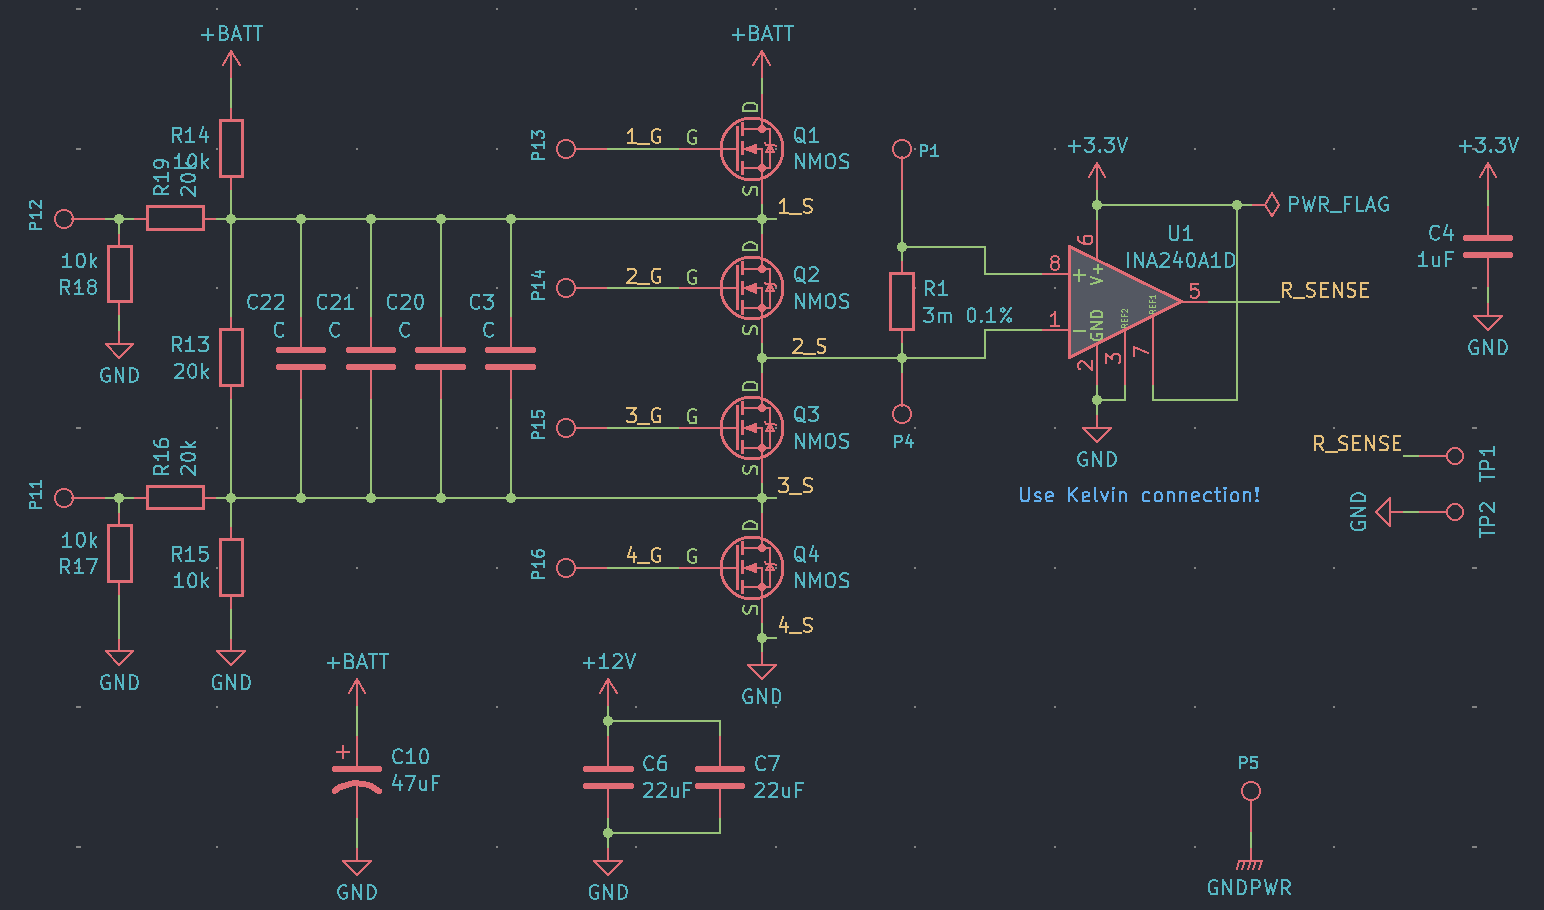 +BATT
+BATT
R14
10k
R19
20k
P12
10k
R18
GND
R13
20k
C22
C
C21
C
C20
C
C3
C
R16
20k
P11
10k
R17
R15
10k
GND
GND
P13
1_G
G
D
S
Q1
NMOS
1_S
P14
2_G
G
D
S
Q2
NMOS
2_S
P15
3_G
G
D
S
Q3
NMOS
3_S
P16
4_G
G
D
S
Q4
NMOS
4_S
GND
P1
R1
3m 0.1%
P4
+3.3V
PWR_FLAG
U1
INA240A1D
6
8
+
V+
1
−
GND
REF2
REF1
5
2
3
7
R_SENSE
GND
Use Kelvin connection!
+3.3V
C4
1uF
GND
R_SENSE
TP1
GND
TP2
+BATT
+
C10
47uF
GND
+12V
C6
22uF
C7
22uF
GND
P5
GNDPWR